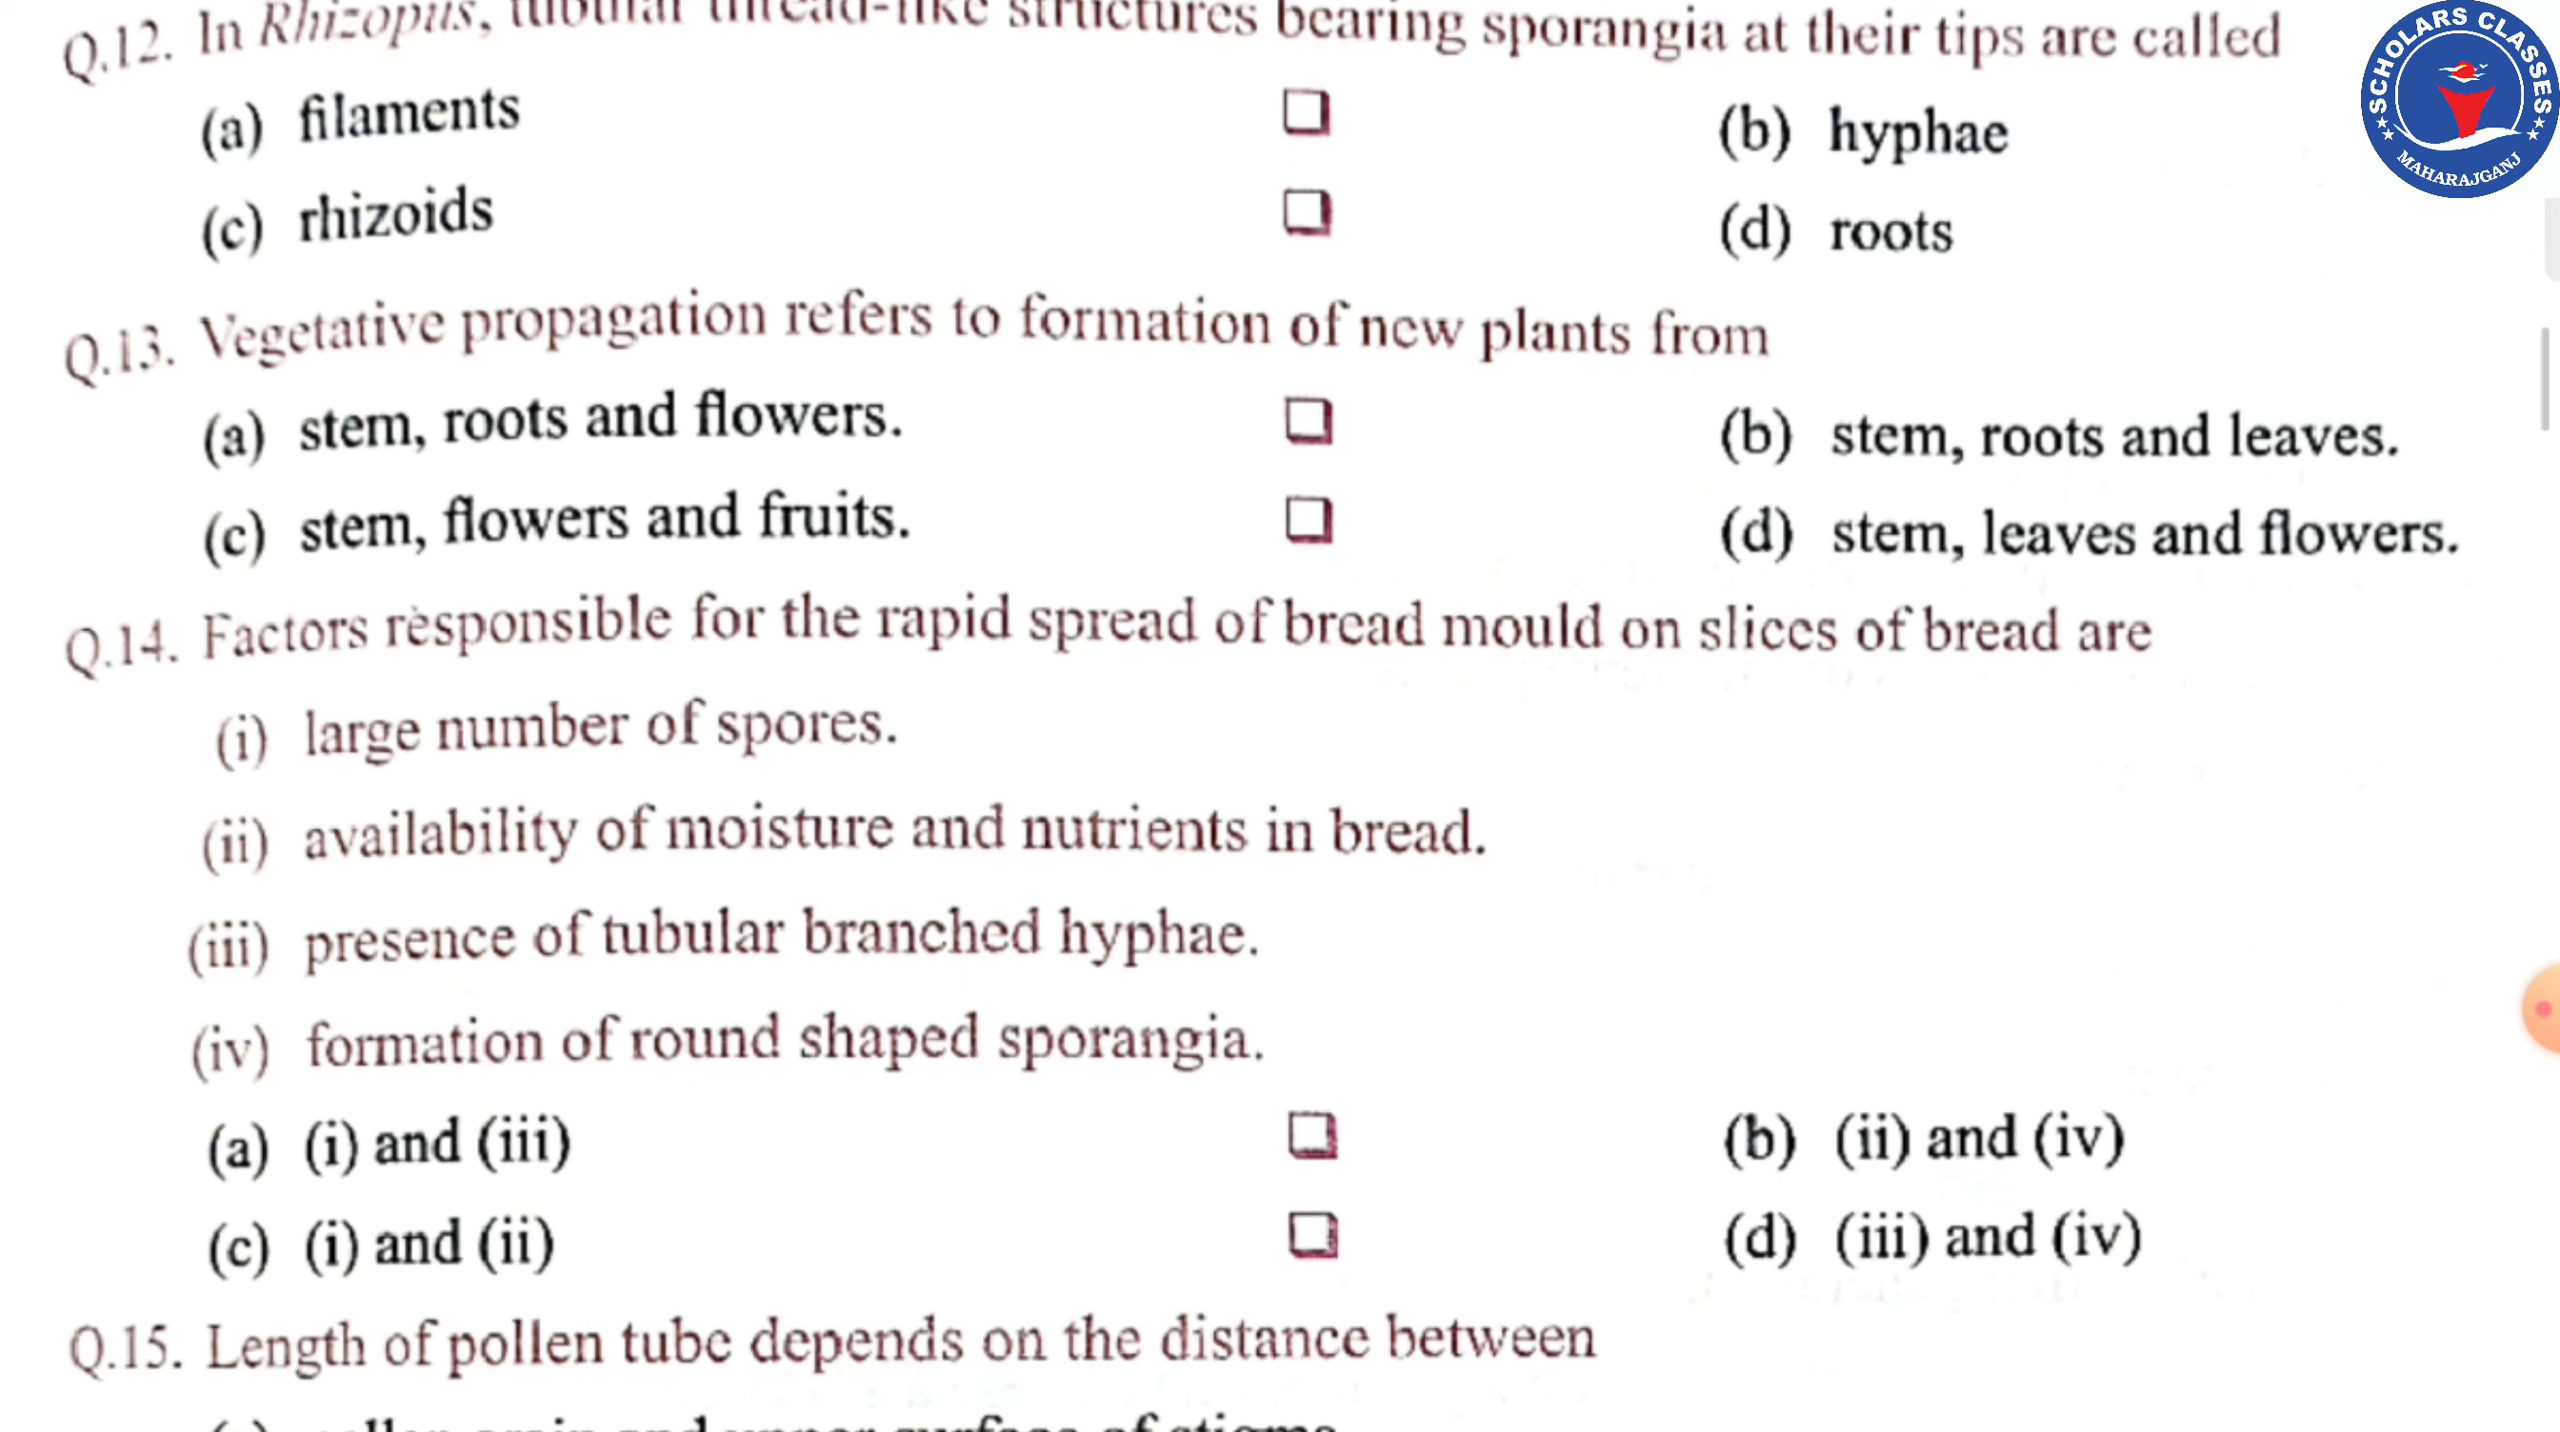 Q.12. In Rhizopus, tubular thread-like structures bearing sporangia at their tips are called
(a) filaments (b) hyphae
(c) rhizoids (d) roots
Q.13. Vegetative propagation refers to formation of new plants from
(a) stem, roots and flowers. (b) stem, roots and leaves.
(c) stem, flowers and fruits. (d) stem, leaves and flowers.
Q.14. Factors responsible for the rapid spread of bread mould on slices of bread are
(i) large number of spores.
(ii) availability of moisture and nutrients in bread.
(iii) presence of tubular branched hyphae.
(iv) formation of round shaped sporangia.
(a) (i) and (iii) (b) (ii) and (iv)
(c) (i) and (ii) (d) (iii) and (iv)
Q.15. Length of pollen tube depends on the distance between
SCHOLARS CLASSES
MAHARAJGANJ